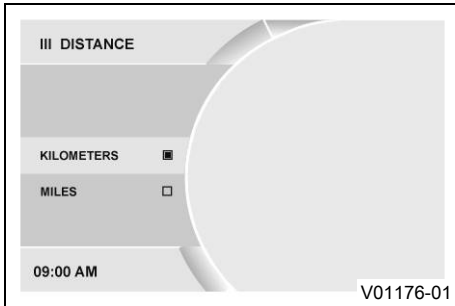 III DISTANCE
KILOMETERS
MILES
09:00 AM
V01176-01